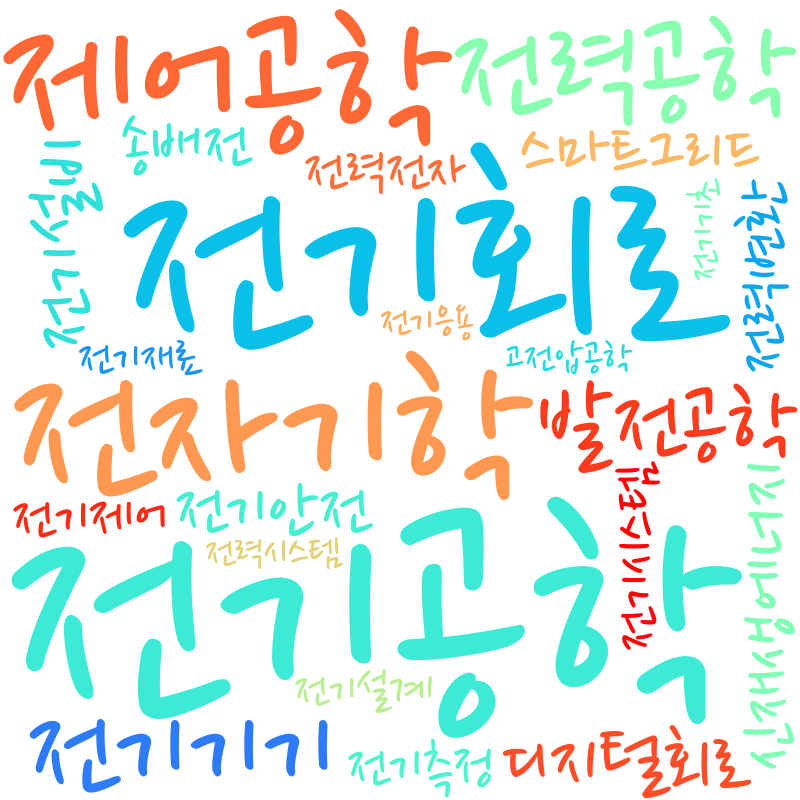 제어공학
전력공학
송배전
전력전자
스마트그리드
전기설비
전기회로
전기기초
전력변환
전기응용
전기재료
고전압공학
전자기학
발전공학
전기제어
전기안전
전력시스템
전기시스템
신재생에너지
전기공학
전기설계
전기기기
전기측정
디지털회로